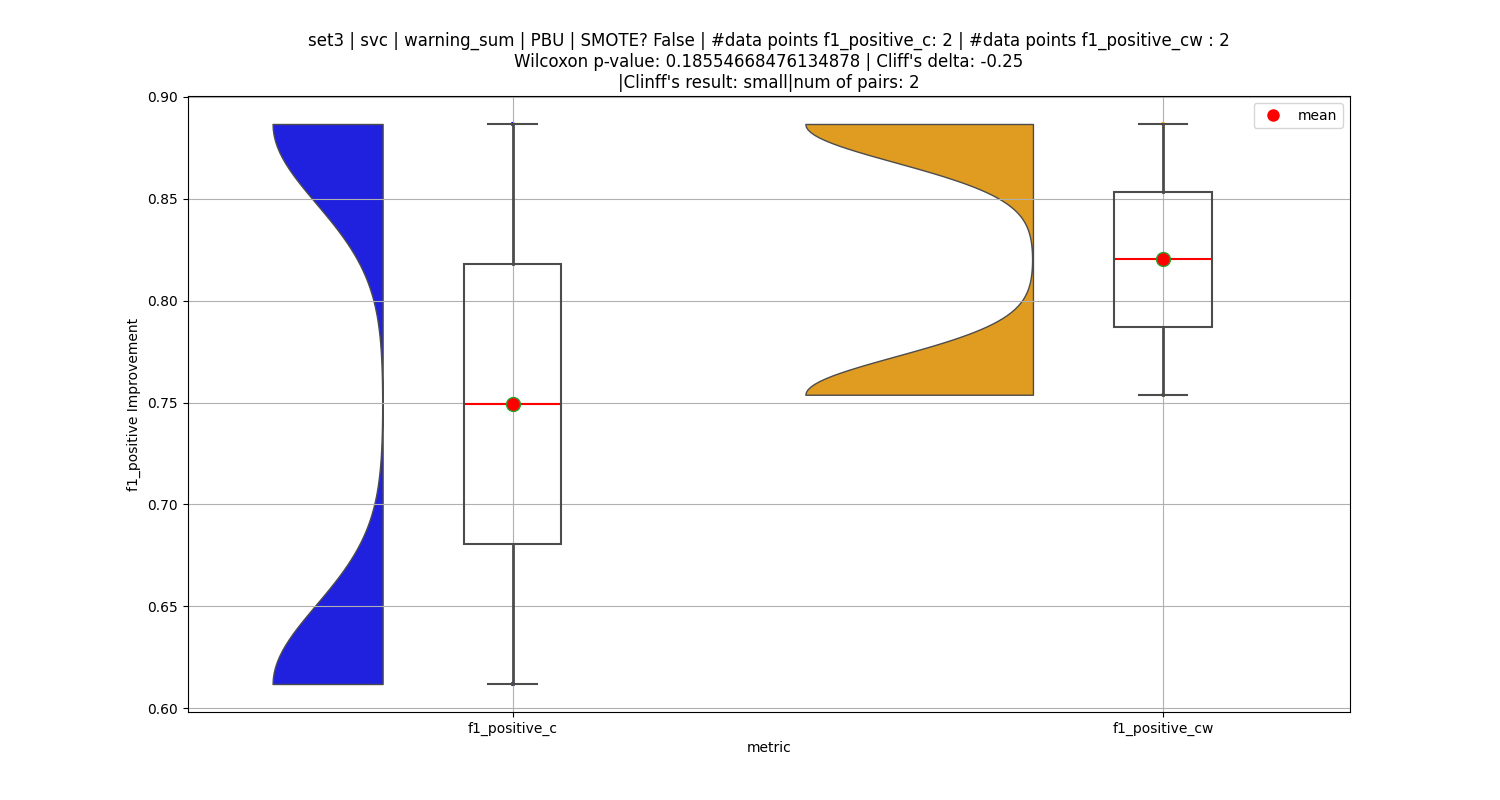 set3 | svc | warning_sum | PBU | SMOTE? False | #data points f1_positive_c: 2 | #data points f1_positive_cw : 2
Wilcoxon p-value: 0.18554668476134878 | Cliff's delta: -0.25
|Clinff's result: small|num of pairs: 2
0.90
mean
0.85
0.80
0.75
0.70
0.65
0.60
f1_positive Improvement
f1_positive_c
f1_positive_cw
metric